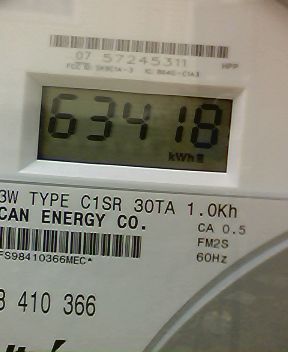 07 57245311
HPP
63418
kWh
3W TYPE C1SR 30TA 1.0Kh
CAN ENERGY CO.
CA 0.5
FM2S
FS98410366MEC*
60Hz
410 366